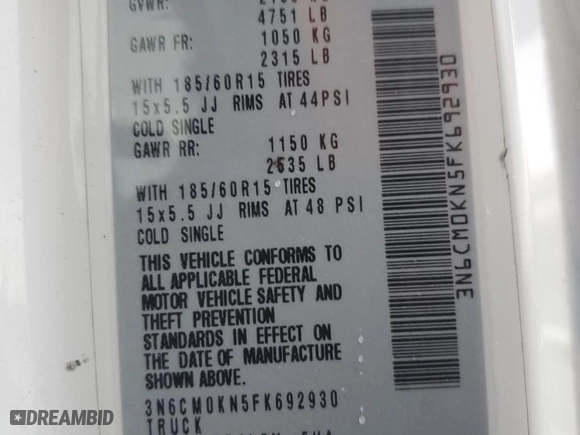 GVWR:
4751 LB
GAWR FR: 1050 KG
2315 LB
WITH 185/60R15 TIRES
15x5.5 JJ RIMS AT 44PSI
COLD SINGLE
GAWR RR: 1150 KG
2535 LB
WITH 185/60R15 TIRES
15x5.5 JJ RIMS AT 48 PSI
COLD SINGLE
THIS VEHICLE CONFORMS TO
ALL APPLICABLE FEDERAL
MOTOR VEHICLE SAFETY AND
THEFT PREVENTION
STANDARDS IN EFFECT ON
THE DATE OF MANUFACTURE
SHOWN ABOVE.
3N6CM0KN5FK692930
TRUCK
3N6CM0KN5FK692930
DREAMBID